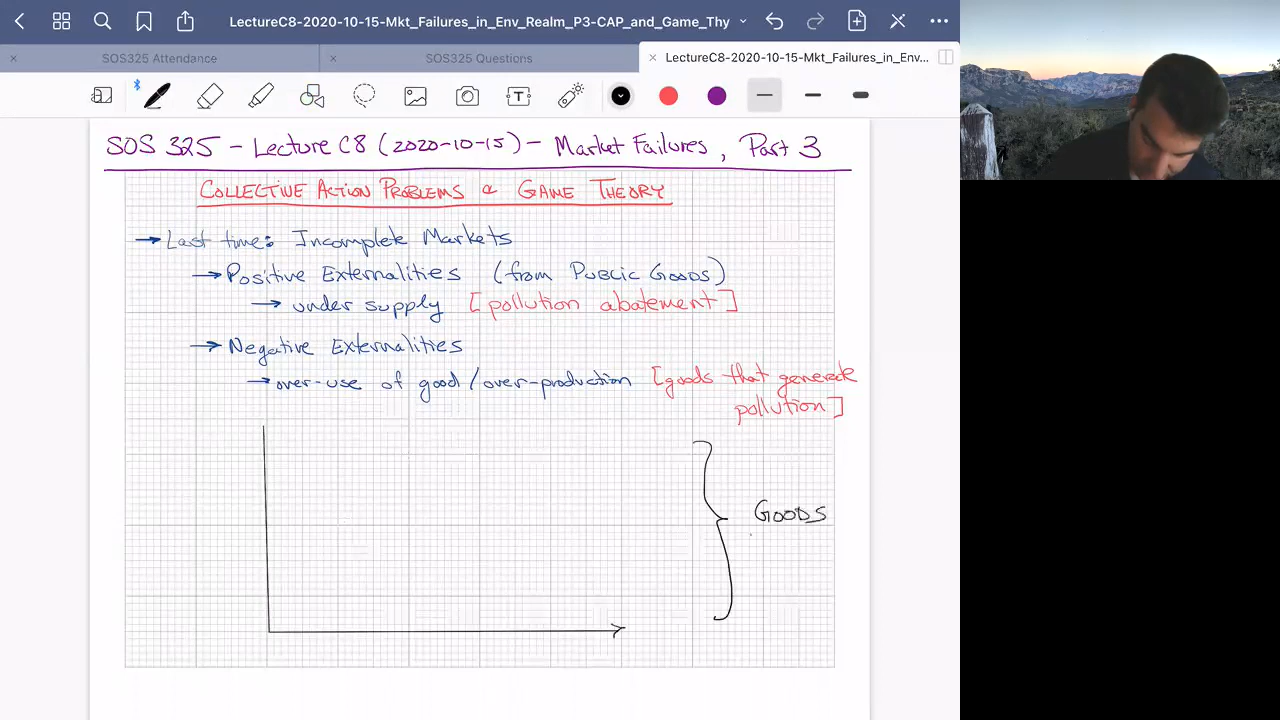 LectureC8-2020-10-15-Mkt_Failures_in_Env_Realm_P3-CAP_and_Game_Thy
SOS325 Attendance
SOS325 Questions
LectureC8-2020-10-15-Mkt_Failures_in_Env...
SOS 325 - Lecture C8 (2020-10-15) - Market Failures, Part 3
COLLECTIVE ACTION PROBLEMS & GAME THEORY
→ Last time: Incomplete Markets
→ Positive Externalities (from Public Goods)
→ under supply [pollution abatement]
→ Negative Externalities
→ over-use of good/over-production [goods that generate
pollution]
GOODS